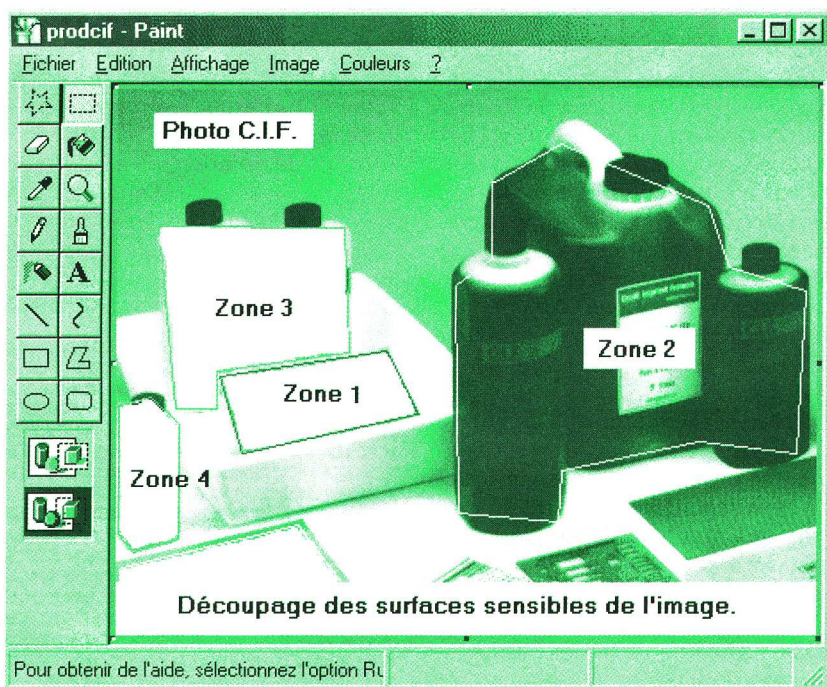 prodcif - Paint
Fichier Edition Affichage Image Couleurs ?
Photo C.I.F.
A
Zone 3
Zone 2
Zone 1
Zone 4
Découpage des surfaces sensibles de l'image.
Pour obtenir de l'aide, sélectionnez l'option Ru